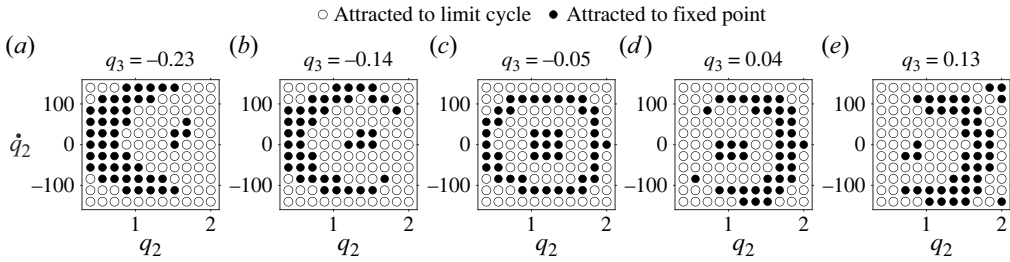 ○ Attracted to limit cycle ● Attracted to fixed point
(a) (b) (c) (d) (e)
q₃ = –0.23 q₃ = –0.14 q₃ = –0.05 q₃ = 0.04 q₃ = 0.13
100 100 100 100 100
q̇₂ 0 0 0 0 0
–100 –100 –100 –100 –100
1 2 1 2 1 2 1 2 1 2
q₂ q₂ q₂ q₂ q₂